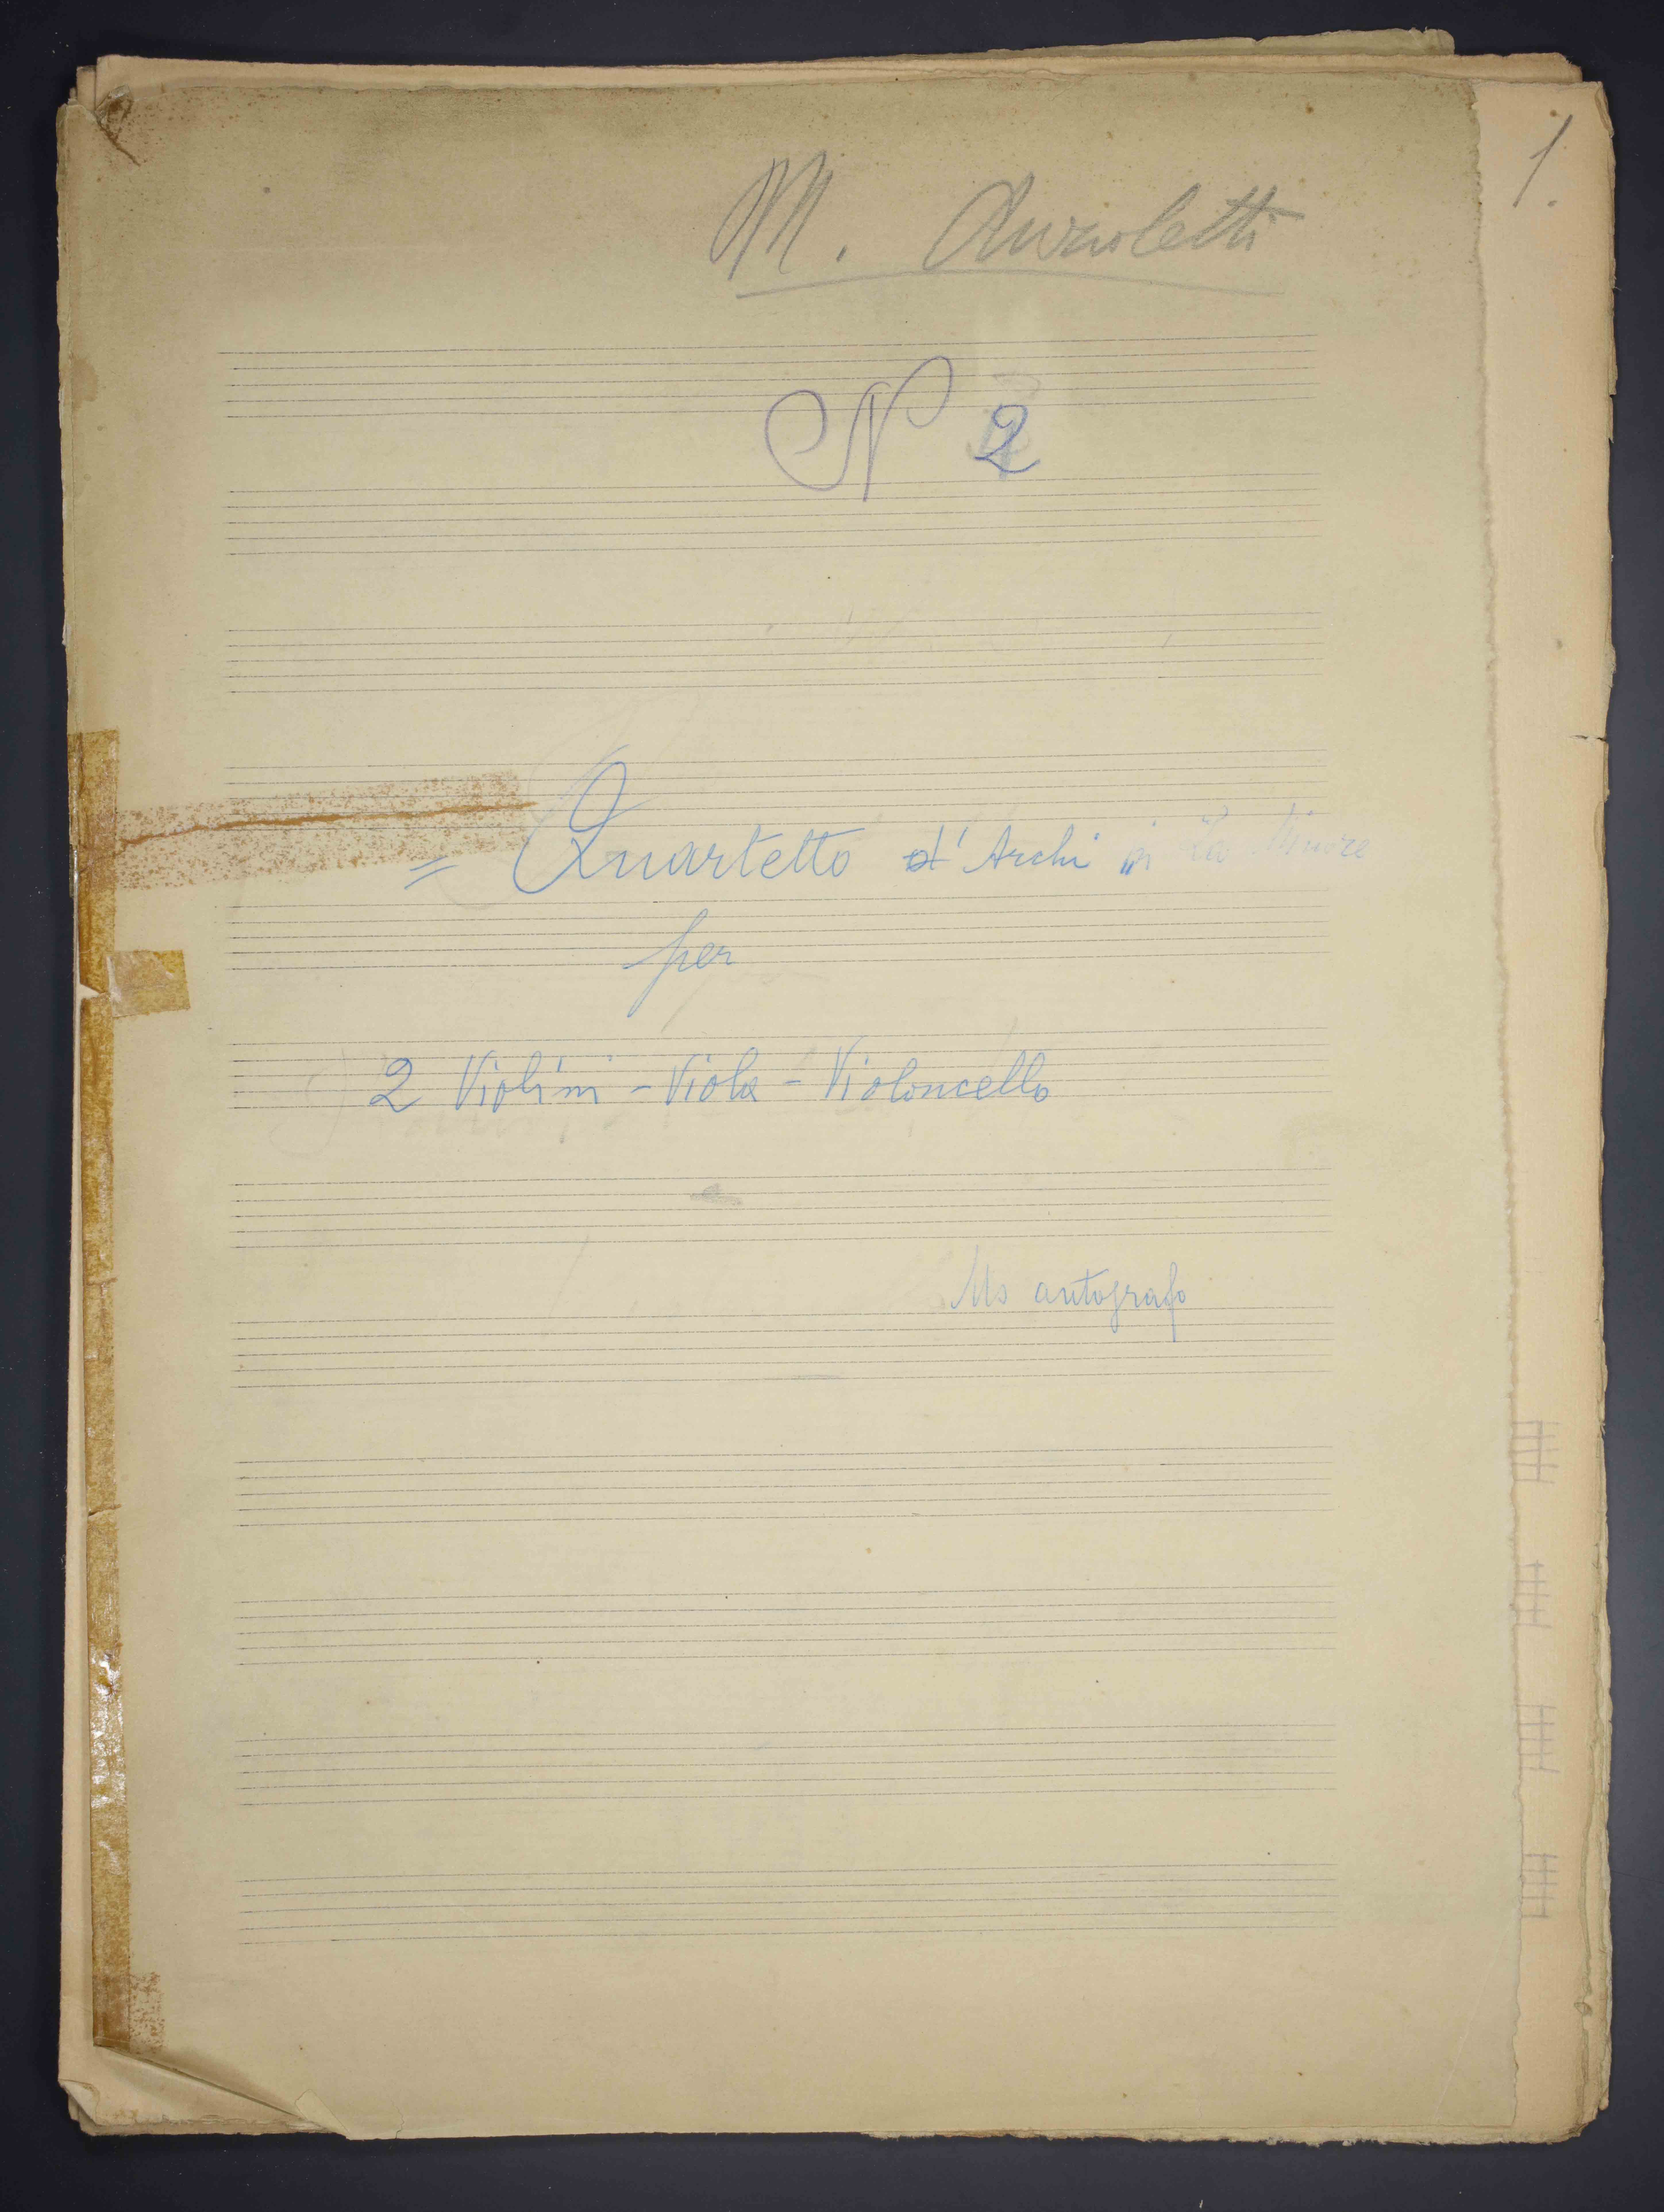 1.
M. Anzoletti
N 2
= Quartetto d'Archi in La Minore
per
2 Violini - Viola - Violoncello
Ms autografo